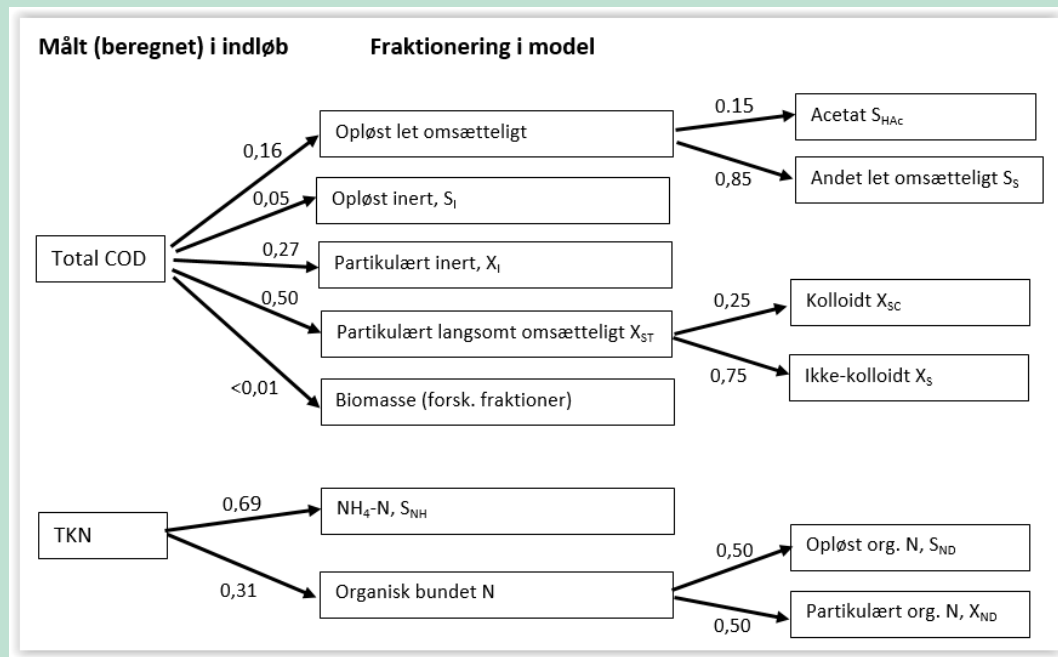 Målt (beregnet) i indløb
Fraktionering i model
Total COD
0,16
Opløst let omsætteligt
0.15
Acetat S_HAc
0,85
Andet let omsætteligt S_S
0,05
Opløst inert, S_I
0,27
Partikulært inert, X_I
0,50
Partikulært langsomt omsætteligt X_ST
0,25
Kolloidt X_SC
0,75
Ikke-kolloidt X_S
<0,01
Biomasse (forsk. fraktioner)
TKN
0,69
NH₄-N, S_NH
0,31
Organisk bundet N
0,50
Opløst org. N, S_ND
0,50
Partikulært org. N, X_ND